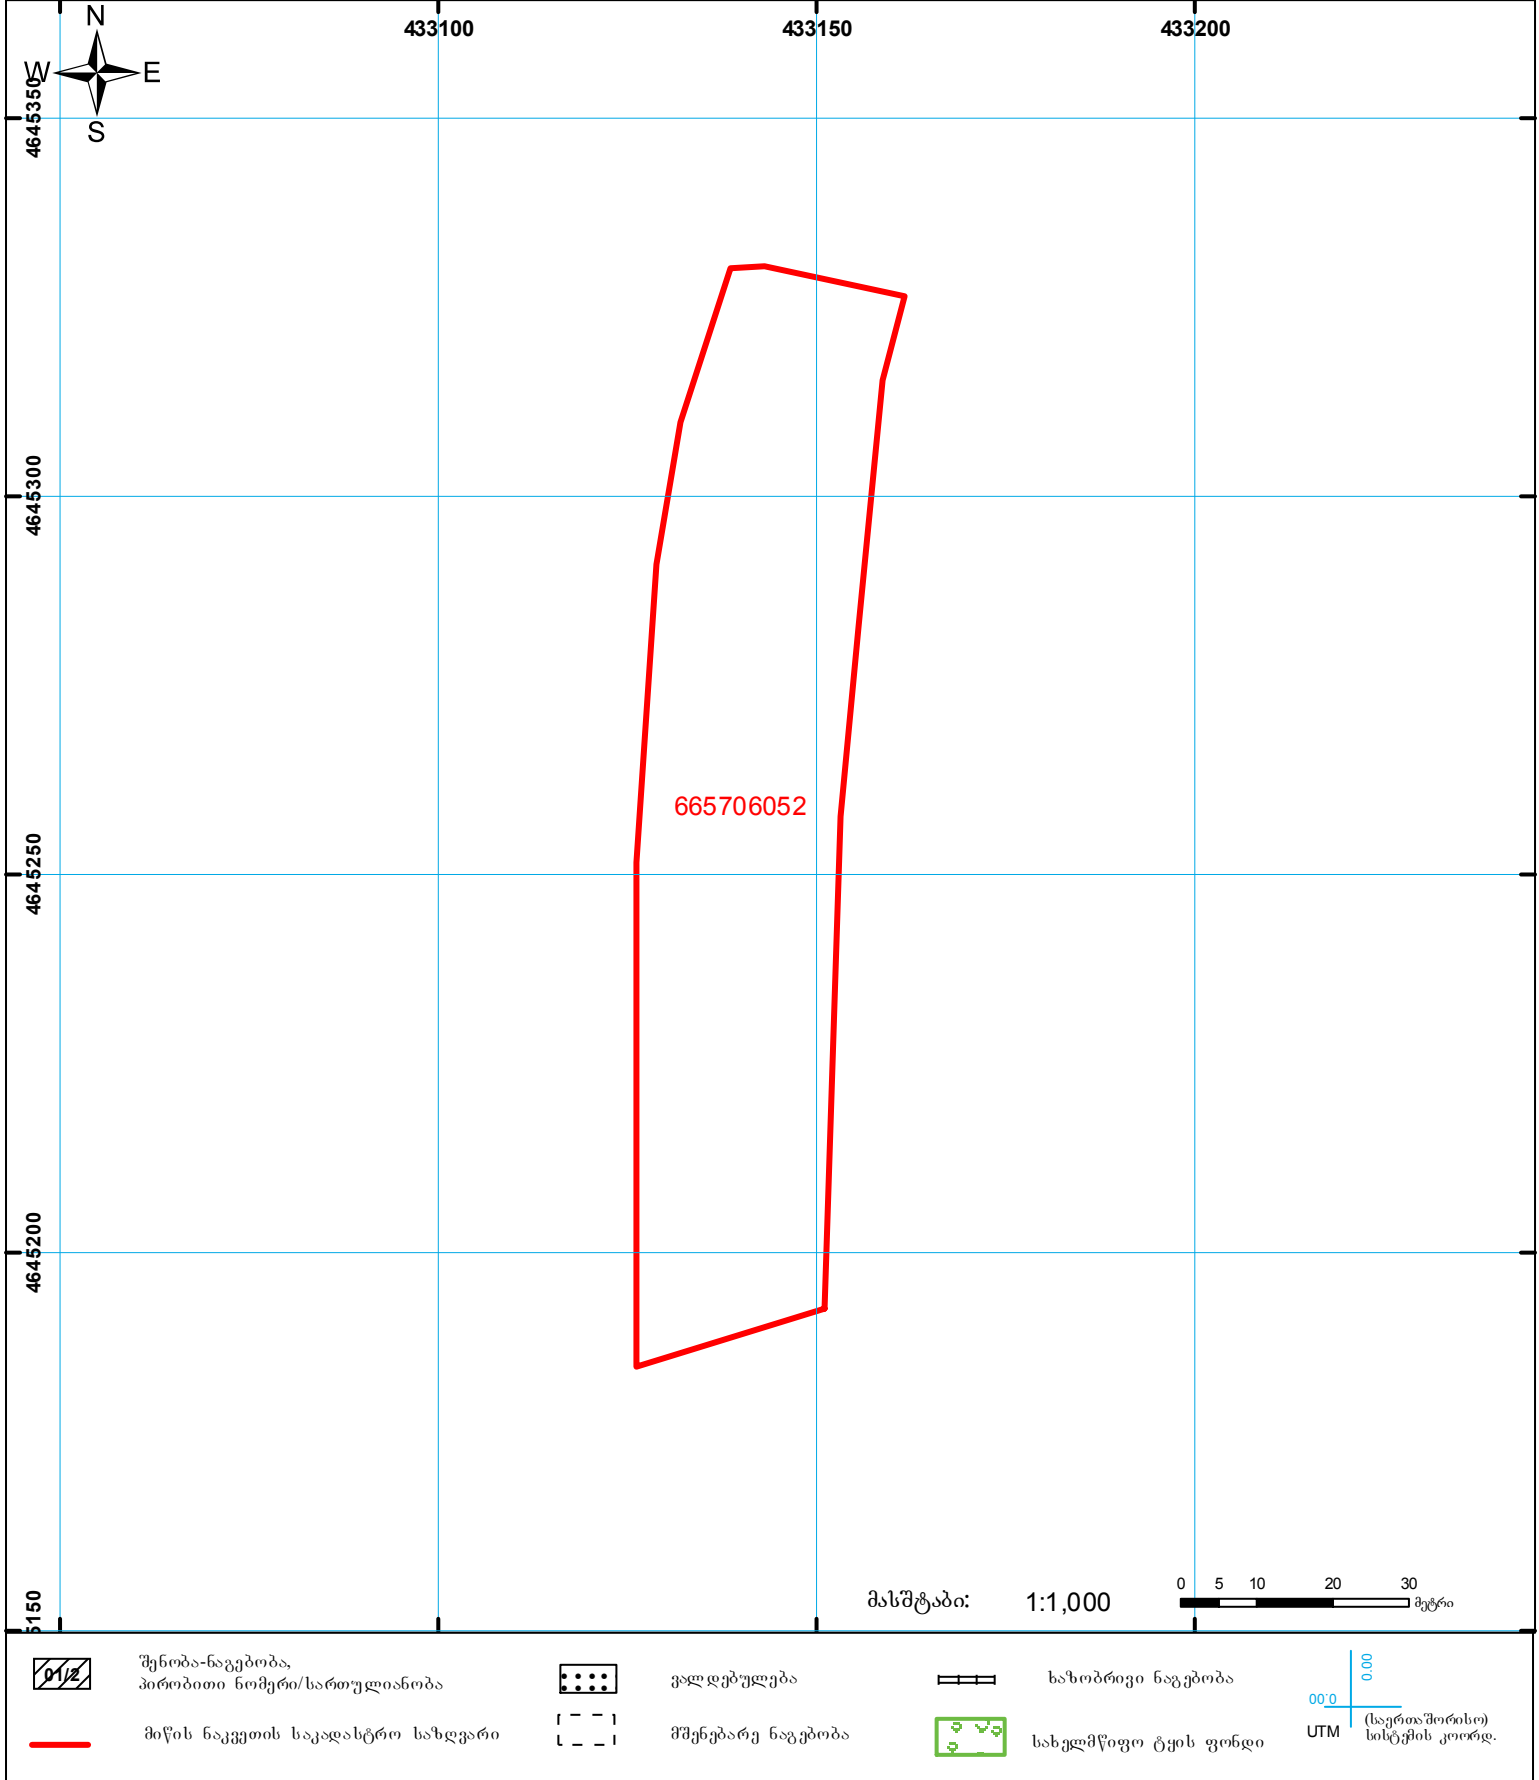 N
W E
S
433100 433150 433200
4645350
4645300
4645250
4645200
5150
665706052
მასშტაბი: 1:1,000
0 5 10 20 30
მეტრი
01/2
შენობა-ნაგებობა,
პირობითი ნომერი/სართულიანობა
ვალდებულება
ხაზობრივი ნაგებობა
მიწის ნაკვეთის საკადასტრო საზღვარი
მშენებარე ნაგებობა
სახელმწიფო ტყის ფონდი
00.0
0.00
UTM
(საერთაშორისო)
სისტემის კოორდ.